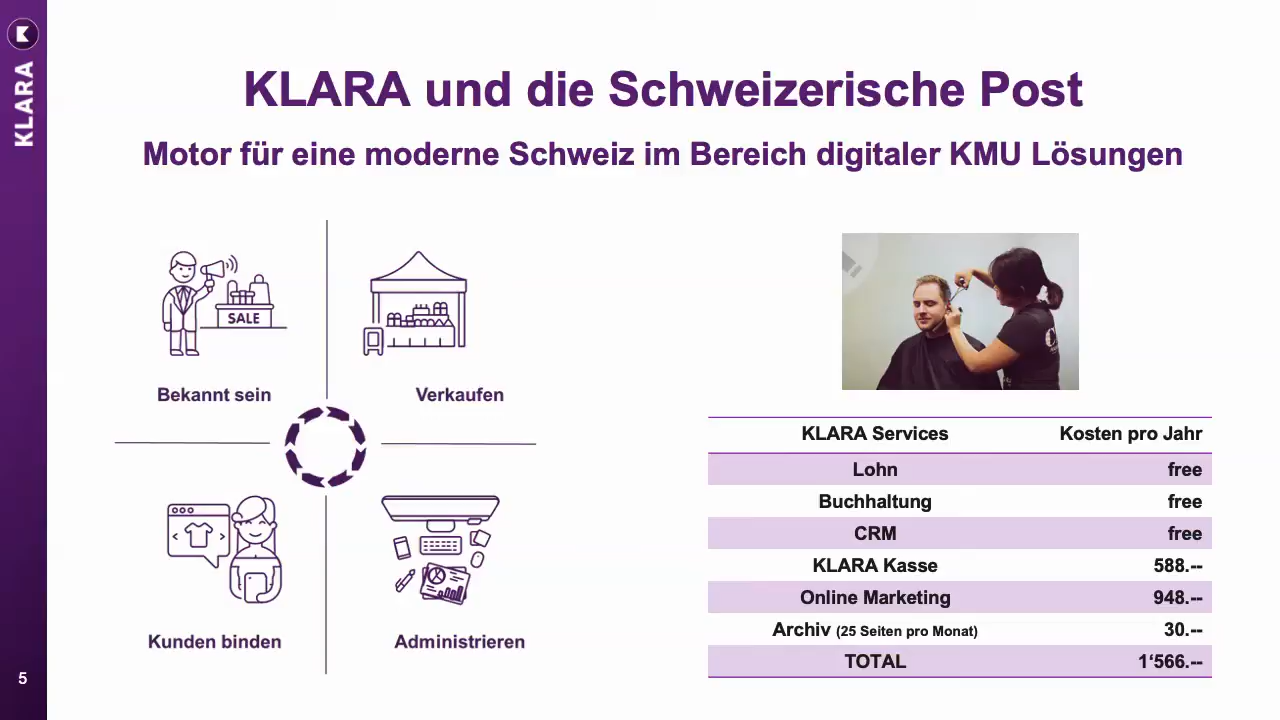 KLARA
KLARA und die Schweizerische Post
Motor für eine moderne Schweiz im Bereich digitaler KMU Lösungen
SALE
Bekannt sein
Verkaufen
Kunden binden
Administrieren
KLARA Services Kosten pro Jahr
Lohn free
Buchhaltung free
CRM free
KLARA Kasse 588.--
Online Marketing 948.--
Archiv (25 Seiten pro Monat) 30.--
TOTAL 1‘566.--
5